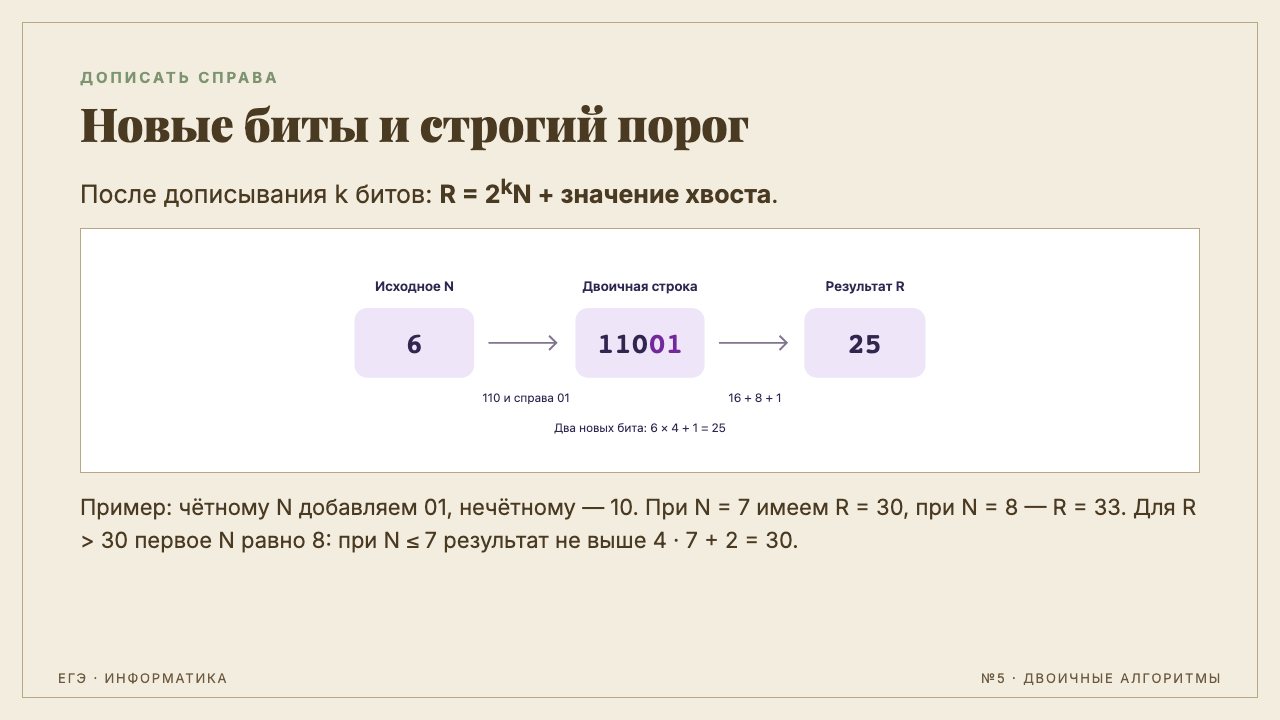 ДОПИСАТЬ СПРАВА
Новые биты и строгий порог
После дописывания k битов: R = 2ᵏN + значение хвоста.
Исходное N
Двоичная строка
Результат R
6
11001
25
110 и справа 01
16 + 8 + 1
Два новых бита: 6 × 4 + 1 = 25
Пример: чётному N добавляем 01, нечётному — 10. При N = 7 имеем R = 30, при N = 8 — R = 33. Для R
> 30 первое N равно 8: при N ≤ 7 результат не выше 4 · 7 + 2 = 30.
ЕГЭ · ИНФОРМАТИКА
№5 · ДВОИЧНЫЕ АЛГОРИТМЫ